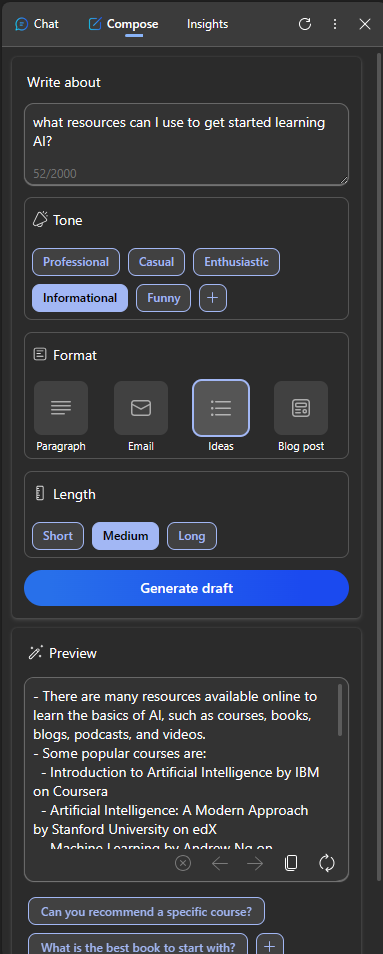 Chat Compose Insights
Write about
what resources can I use to get started learning
AI?
52/2000
Tone
Professional Casual Enthusiastic
Informational Funny +
Format
Paragraph Email Ideas Blog post
Length
Short Medium Long
Generate draft
Preview
- There are many resources available online to
learn the basics of AI, such as courses, books,
blogs, podcasts, and videos.
- Some popular courses are:
- Introduction to Artificial Intelligence by IBM
on Coursera
- Artificial Intelligence: A Modern Approach
by Stanford University on edX
- Machine Learning by Andrew Ng on
Can you recommend a specific course?
What is the best book to start with? +